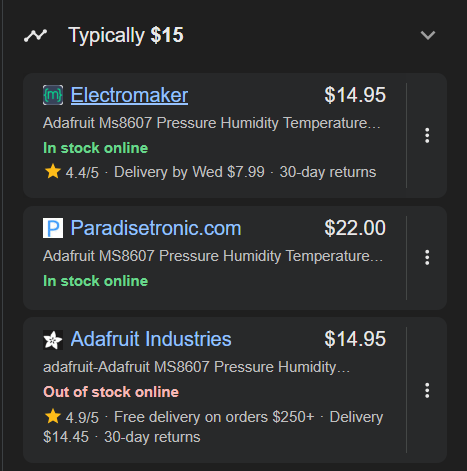 Typically $15
Electromaker $14.95
Adafruit Ms8607 Pressure Humidity Temperature...
In stock online
4.4/5 · Delivery by Wed $7.99 · 30-day returns
P Paradisetronic.com $22.00
Adafruit MS8607 Pressure Humidity Temperature...
In stock online
Adafruit Industries $14.95
adafruit-Adafruit MS8607 Pressure Humidity...
Out of stock online
4.9/5 · Free delivery on orders $250+ · Delivery
$14.45 · 30-day returns